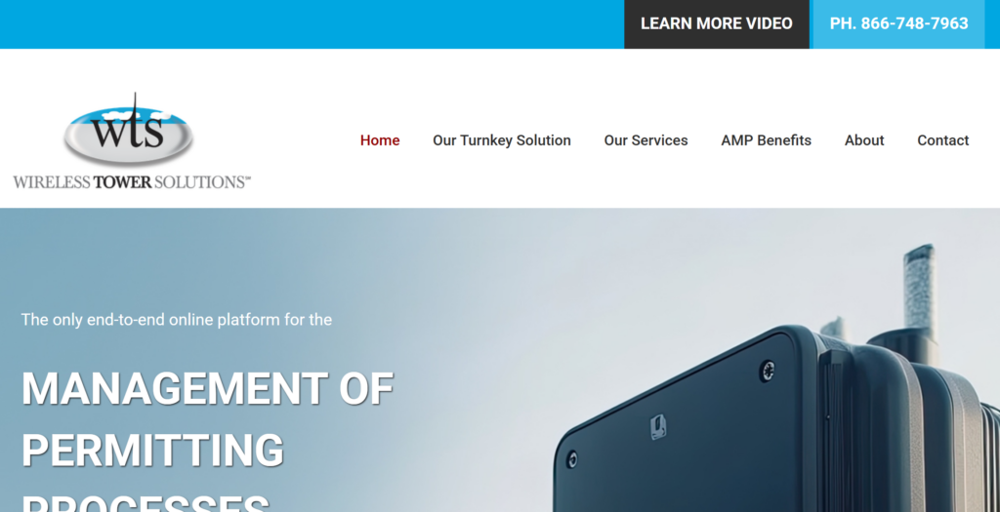 LEARN MORE VIDEO
PH. 866-748-7963
wts
WIRELESS TOWER SOLUTIONS℠
Home
Our Turnkey Solution
Our Services
AMP Benefits
About
Contact
The only end-to-end online platform for the
MANAGEMENT OF
PERMITTING
PROCESSES